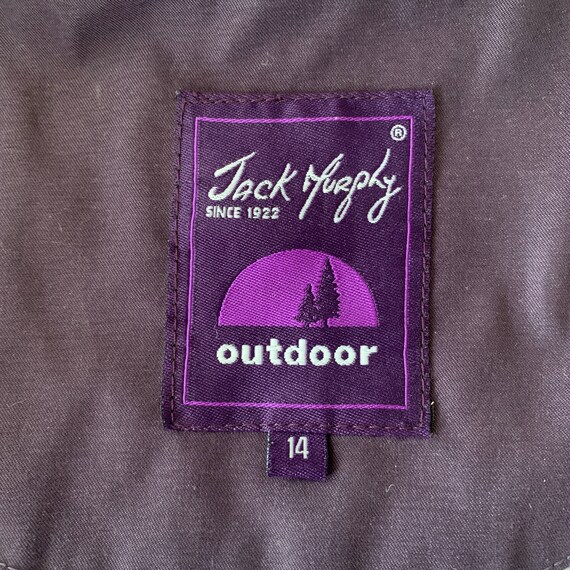 ®
Jack Murphy
SINCE 1922
outdoor
14